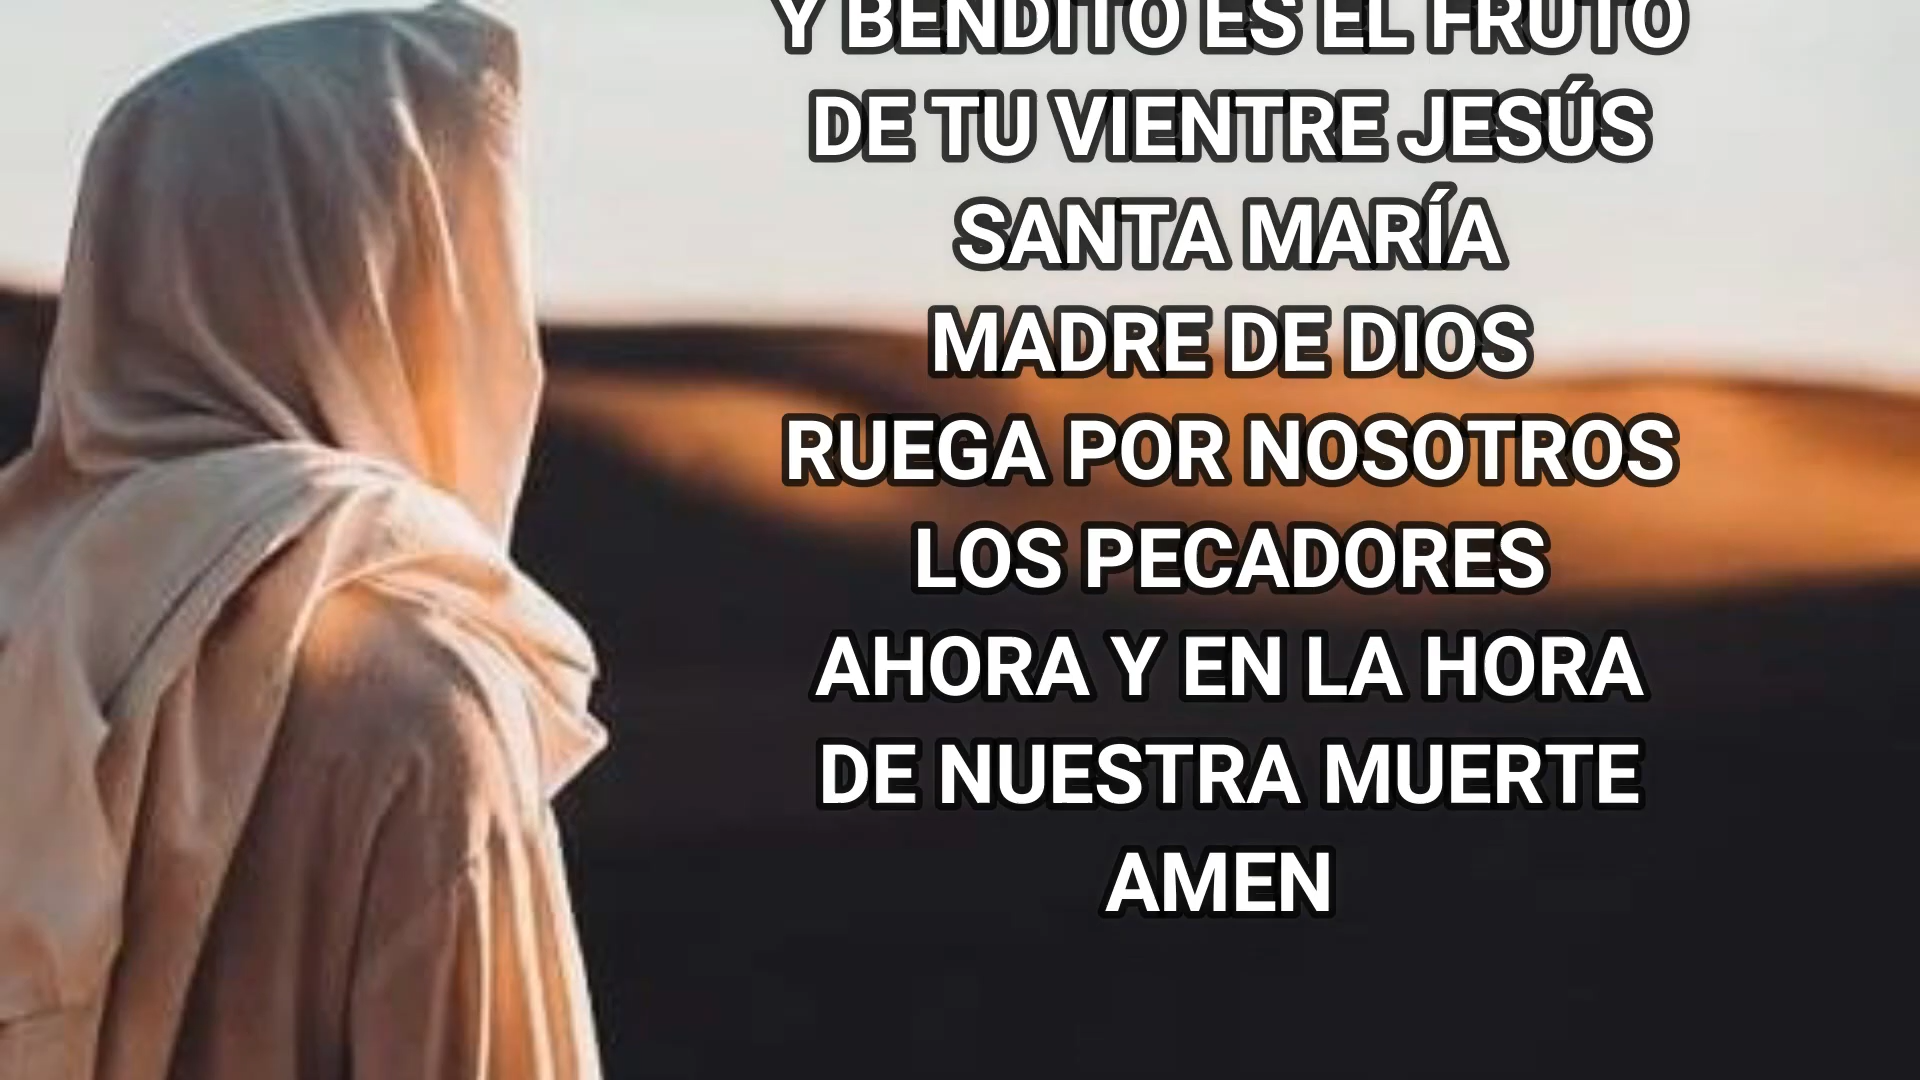 Y BENDITO ES EL FRUTO
DE TU VIENTRE JESÚS
SANTA MARÍA
MADRE DE DIOS
RUEGA POR NOSOTROS
LOS PECADORES
AHORA Y EN LA HORA
DE NUESTRA MUERTE
AMEN